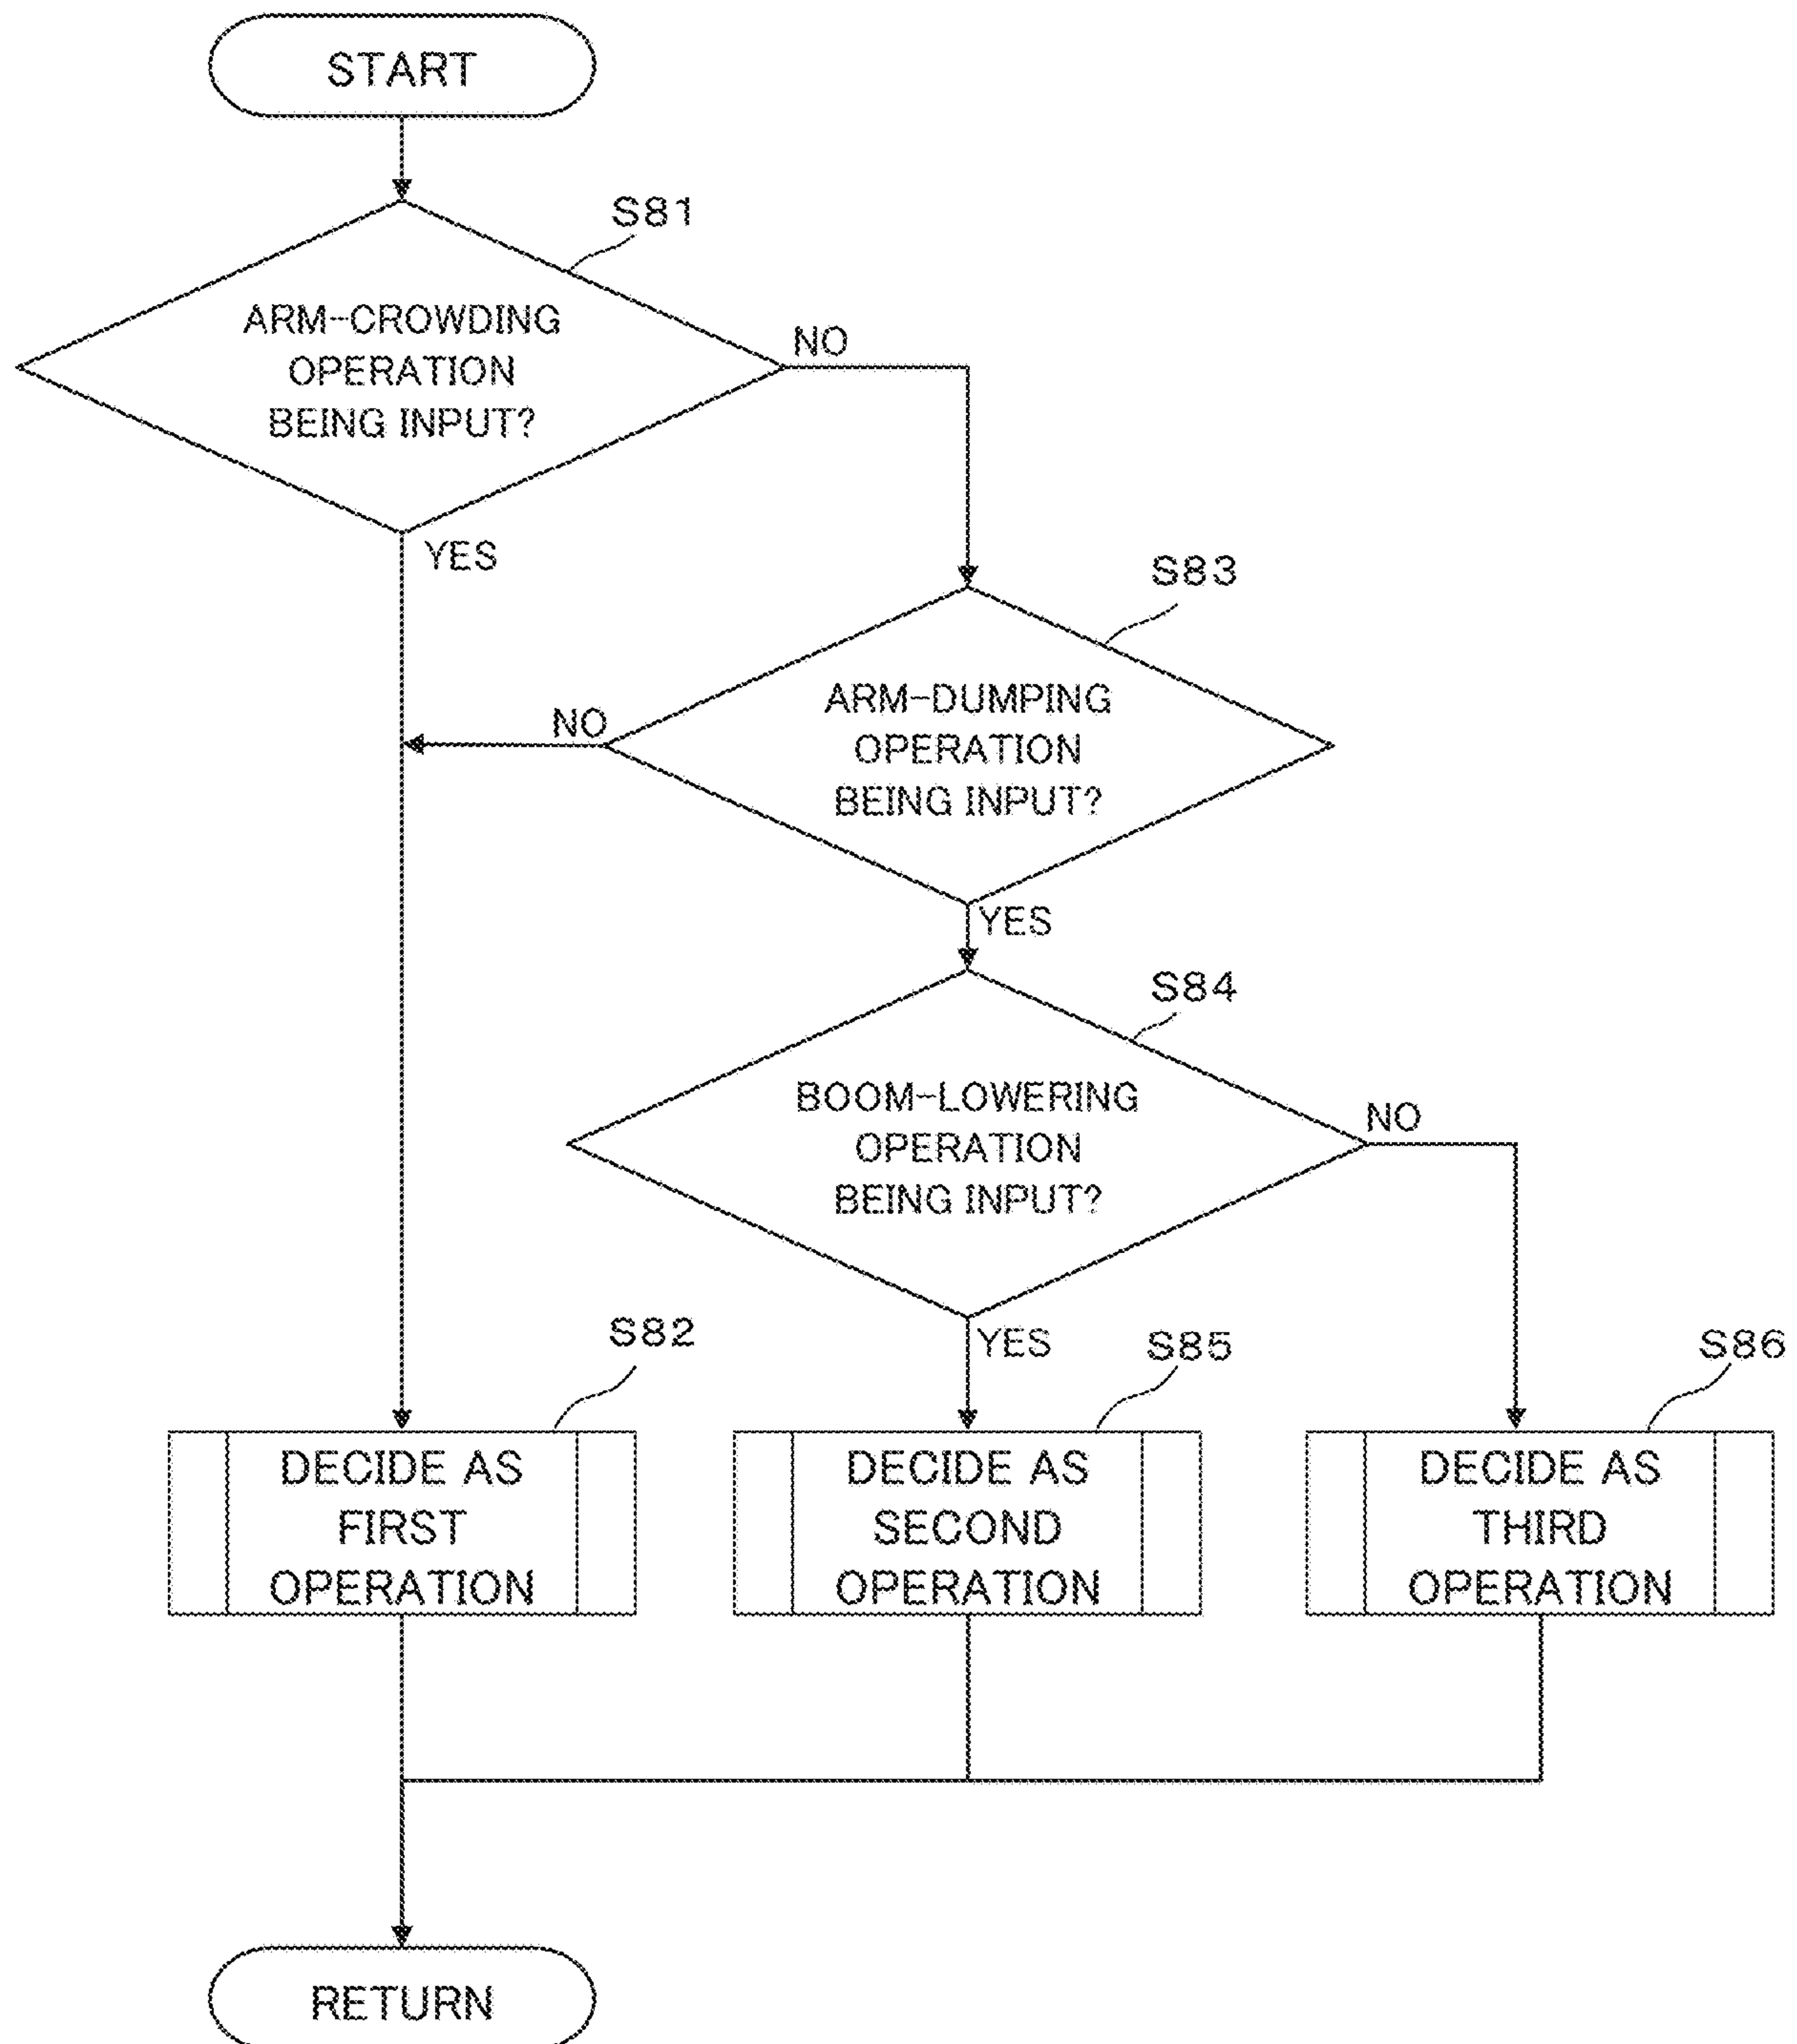 START
S81
ARM-CROWDING
OPERATION
BEING INPUT?
NO
YES
S83
ARM-DUMPING
OPERATION
BEING INPUT?
NO
YES
S84
BOOM-LOWERING
OPERATION
BEING INPUT?
NO
YES
S82
DECIDE AS
FIRST
OPERATION
S85
DECIDE AS
SECOND
OPERATION
S86
DECIDE AS
THIRD
OPERATION
RETURN